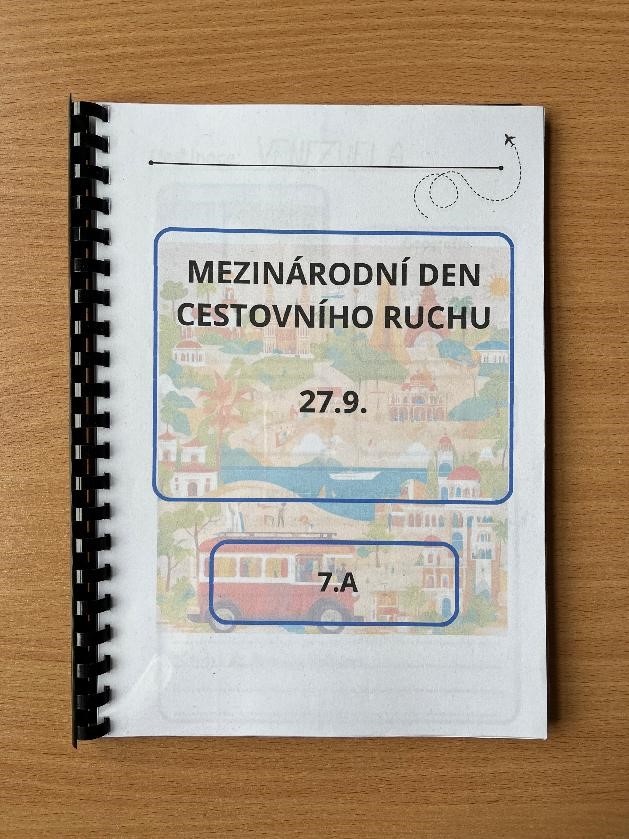 MEZINÁRODNÍ DEN
CESTOVNÍHO RUCHU
27.9.
7.A